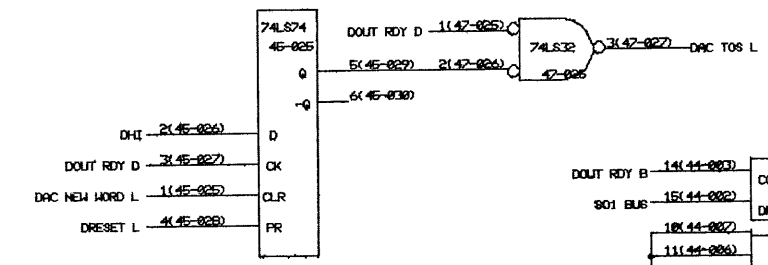 74LS74
45-025
Q
5(45-029)
-Q
6(45-030)
DHI 2(45-026) D
DOUT RDY D 3(45-027) CK
DAC NEW WORD L 1(45-025) CLR
DRESET L 4(45-028) PR
DOUT RDY D 1(47-025)
2(47-026)
74LS32
47-025
3(47-027) DAC TOS L
DOUT RDY B 14(44-003)
SO1 BUS 15(44-002)
10(44-007)
11(44-006)